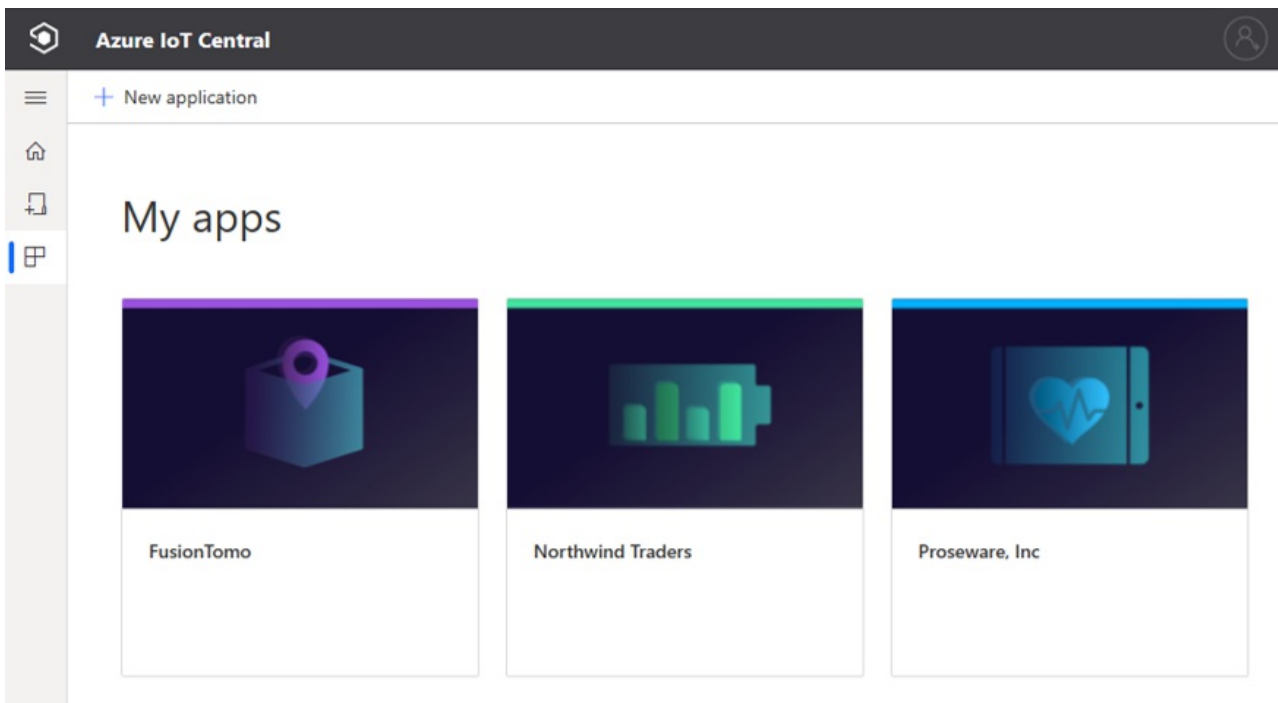 Azure IoT Central
New application
My apps
FusionTomo
Northwind Traders
Proseware, Inc